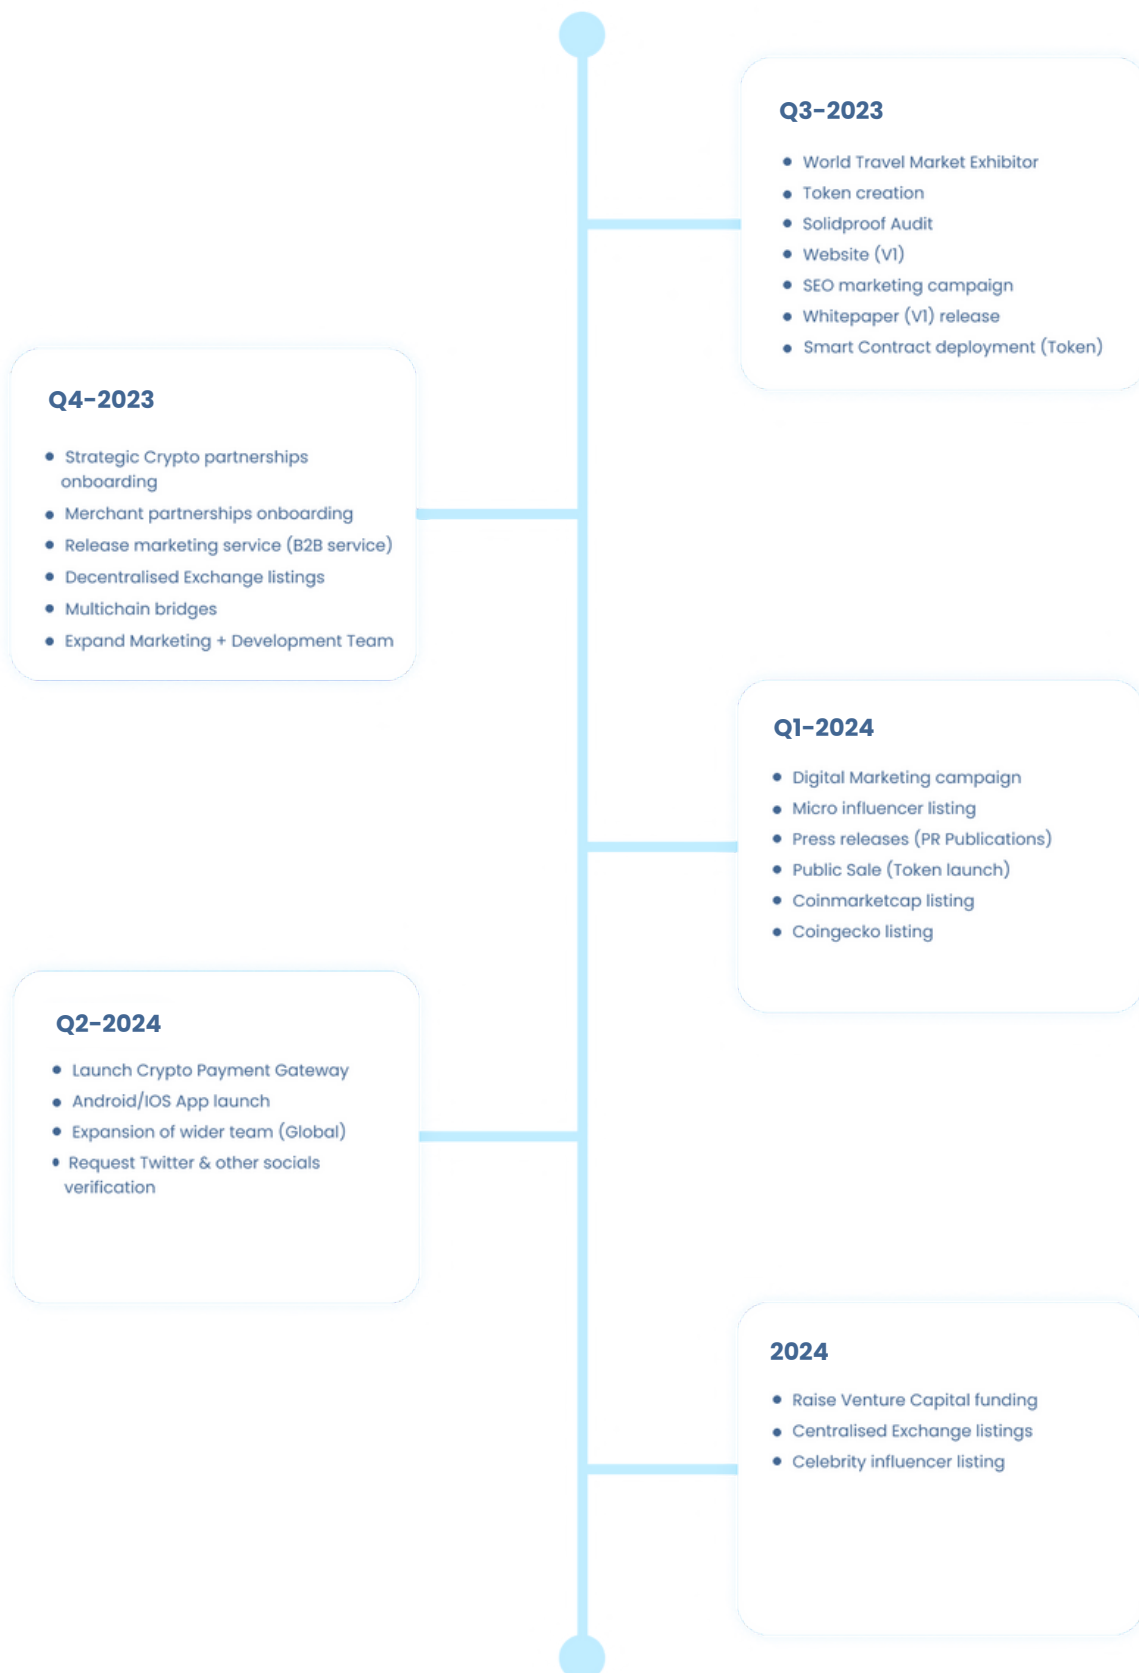 Q3-2023
• World Travel Market Exhibitor
• Token creation
• Solidproof Audit
• Website (V1)
• SEO marketing campaign
• Whitepaper (V1) release
• Smart Contract deployment (Token)
Q4-2023
• Strategic Crypto partnerships
onboarding
• Merchant partnerships onboarding
• Release marketing service (B2B service)
• Decentralised Exchange listings
• Multichain bridges
• Expand Marketing + Development Team
Q1-2024
• Digital Marketing campaign
• Micro influencer listing
• Press releases (PR Publications)
• Public Sale (Token launch)
• Coinmarketcap listing
• Coingecko listing
Q2-2024
• Launch Crypto Payment Gateway
• Android/IOS App launch
• Expansion of wider team (Global)
• Request Twitter & other socials
verification
2024
• Raise Venture Capital funding
• Centralised Exchange listings
• Celebrity influencer listing